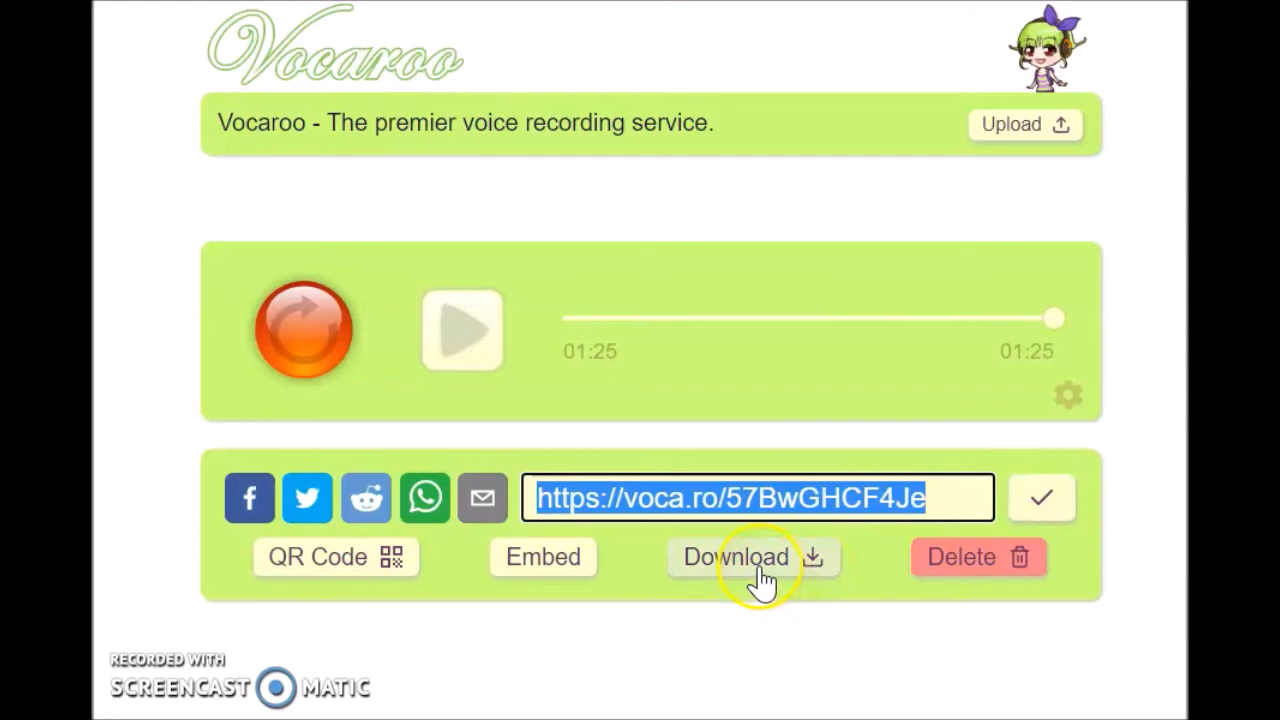 Vocaroo
Vocaroo - The premier voice recording service.
Upload
01:25
01:25
f
https://voca.ro/57BwGHCF4Je
QR Code
Embed
Download
Delete
RECORDED WITH
SCREENCAST MATIC